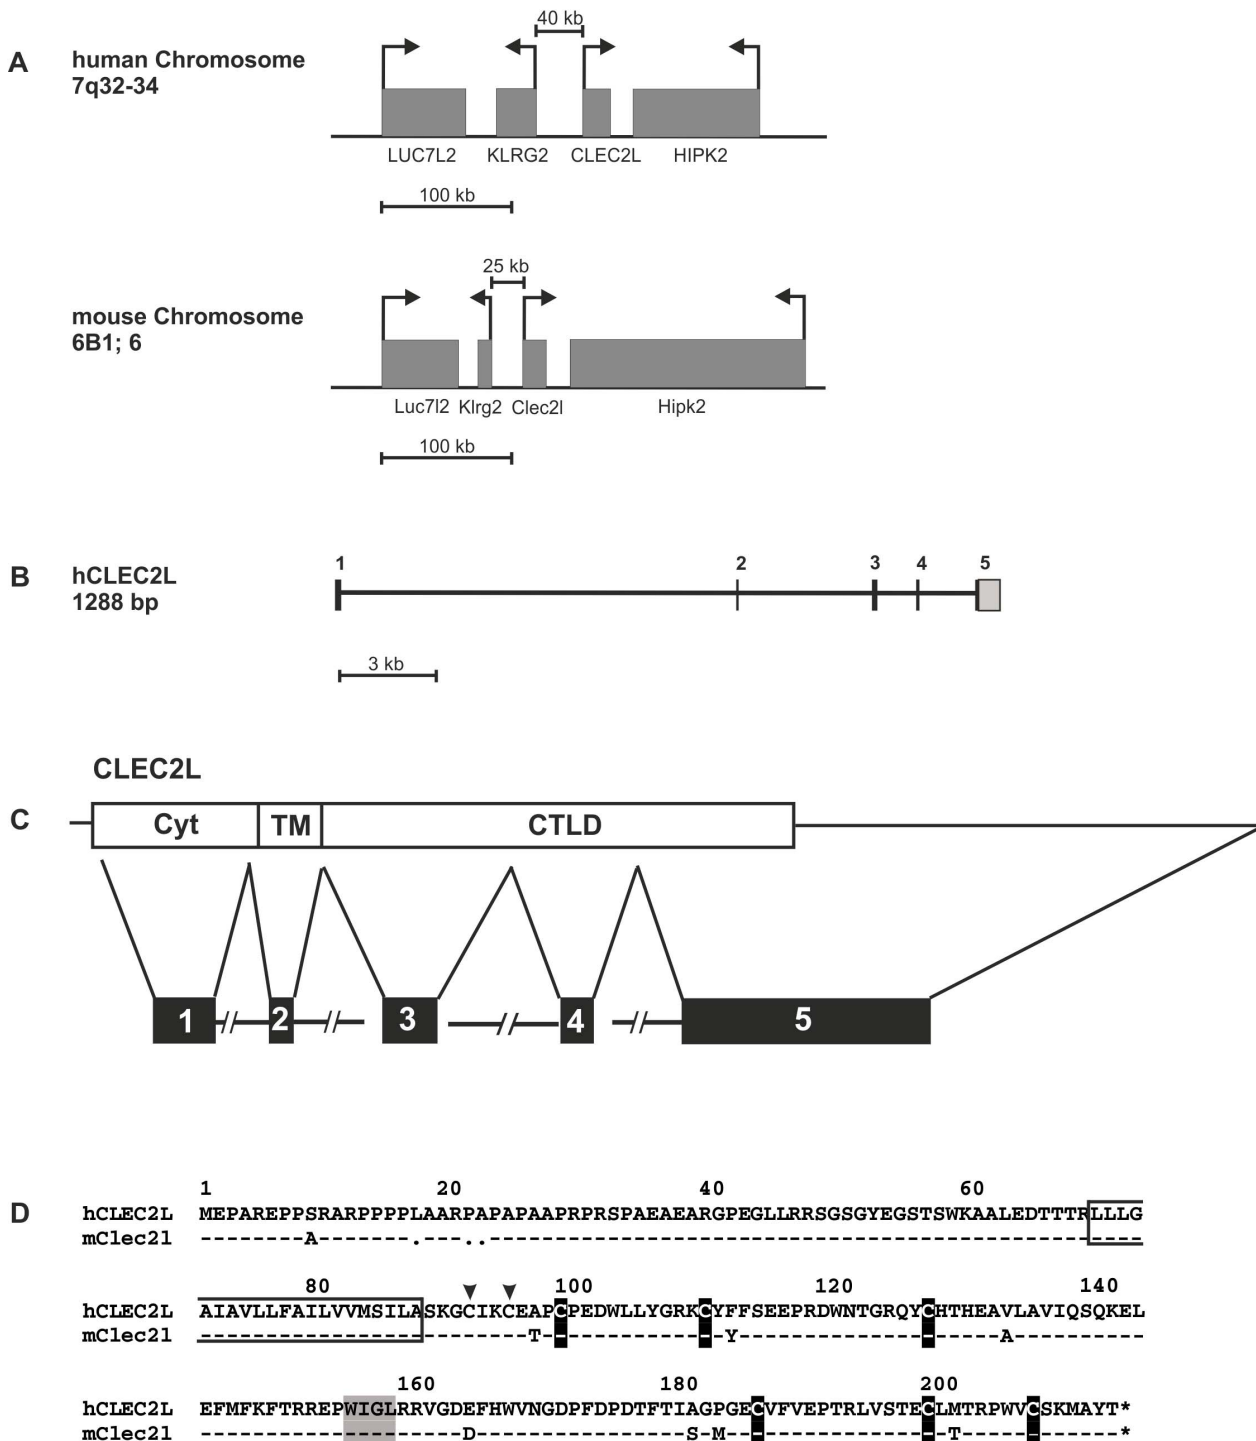 A
human Chromosome
7q32-34
40 kb
LUC7L2 KLRG2 CLEC2L HIPK2
100 kb
mouse Chromosome
6B1; 6
25 kb
Luc7l2 Klrg2 Clec2l Hipk2
100 kb
B
hCLEC2L
1288 bp
1 2 3 4 5
3 kb
CLEC2L
C
Cyt TM CTLD
1 2 3 4 5
D
1 20 40 60
hCLEC2L MEPAREPPSRARPPPPLAARPAPAPAAPRPRSPAEAEARGPEGLLRRSGSGYEGSTSWKAALEDTTTRLLLG
mClec21 --------A-------.---..--------------------------------------------------
80 100 120 140
hCLEC2L AIAVLLFAILVVMSILASKGCIKCEAPCPEDWLLYGRKCYFFSEEPRDWNTGRQYCHTHEAVLAVIQSQKEL
mClec21 -------------------------T--------------Y--------------------A----------
160 180 200
hCLEC2L EFMFKFTRREPWIGLRRVGDEFHWVNGDPFDPDTFTIAGPGECVFVEPTRLVSTECLMTRPWVCSKMAYT*
mClec21 --------------------D----------------S-M-----------------T------------*